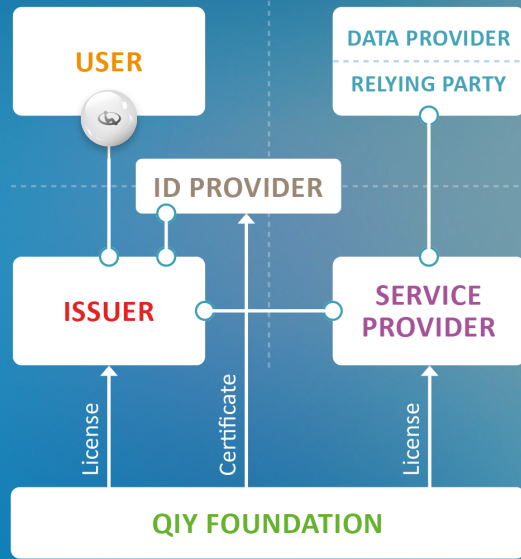 USER
DATA PROVIDER
RELYING PARTY
ID PROVIDER
ISSUER
SERVICE
PROVIDER
License
Certificate
License
QIY FOUNDATION